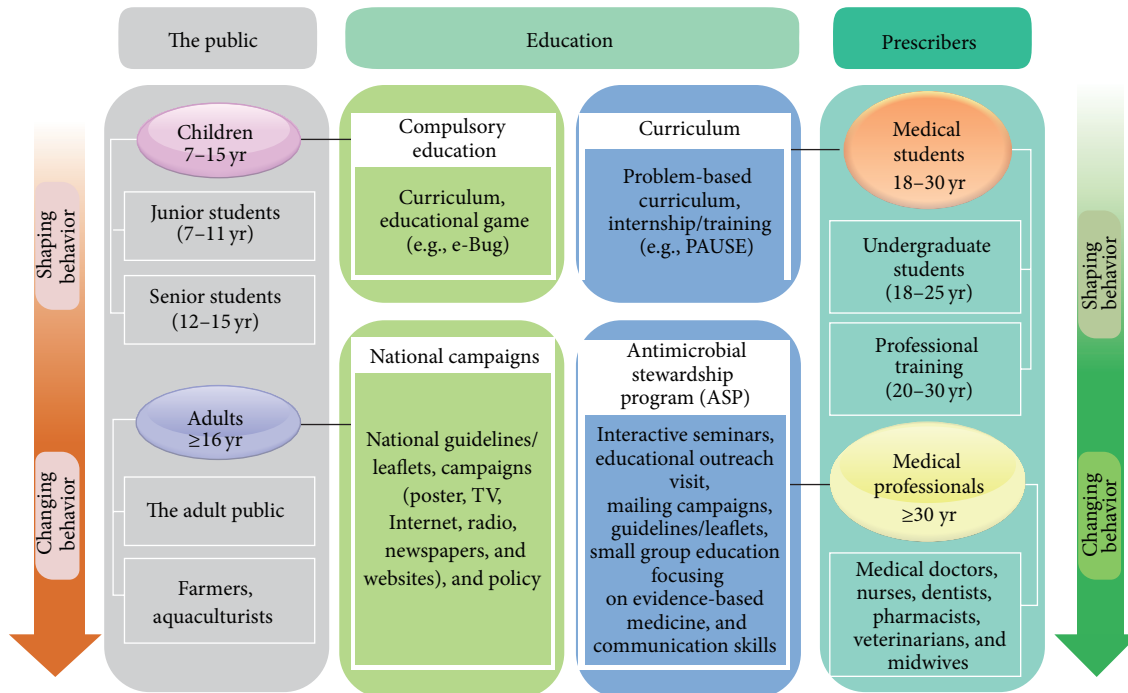 The public
Education
Prescribers
Shaping
behavior
Changing
behavior
Children
7–15 yr
Junior students
(7–11 yr)
Senior students
(12–15 yr)
Adults
≥16 yr
The adult public
Farmers,
aquaculturists
Compulsory
education
Curriculum,
educational game
(e.g., e-Bug)
National campaigns
National guidelines/
leaflets, campaigns
(poster, TV,
Internet, radio,
newspapers, and
websites), and policy
Curriculum
Problem-based
curriculum,
internship/training
(e.g., PAUSE)
Antimicrobial
stewardship
program (ASP)
Interactive seminars,
educational outreach
visit,
mailing campaigns,
guidelines/leaflets,
small group education
focusing
on evidence-based
medicine, and
communication skills
Medical
students
18–30 yr
Undergraduate
students
(18–25 yr)
Professional
training
(20–30 yr)
Medical
professionals
≥30 yr
Medical doctors,
nurses, dentists,
pharmacists,
veterinarians, and
midwives
Shaping
behavior
Changing
behavior